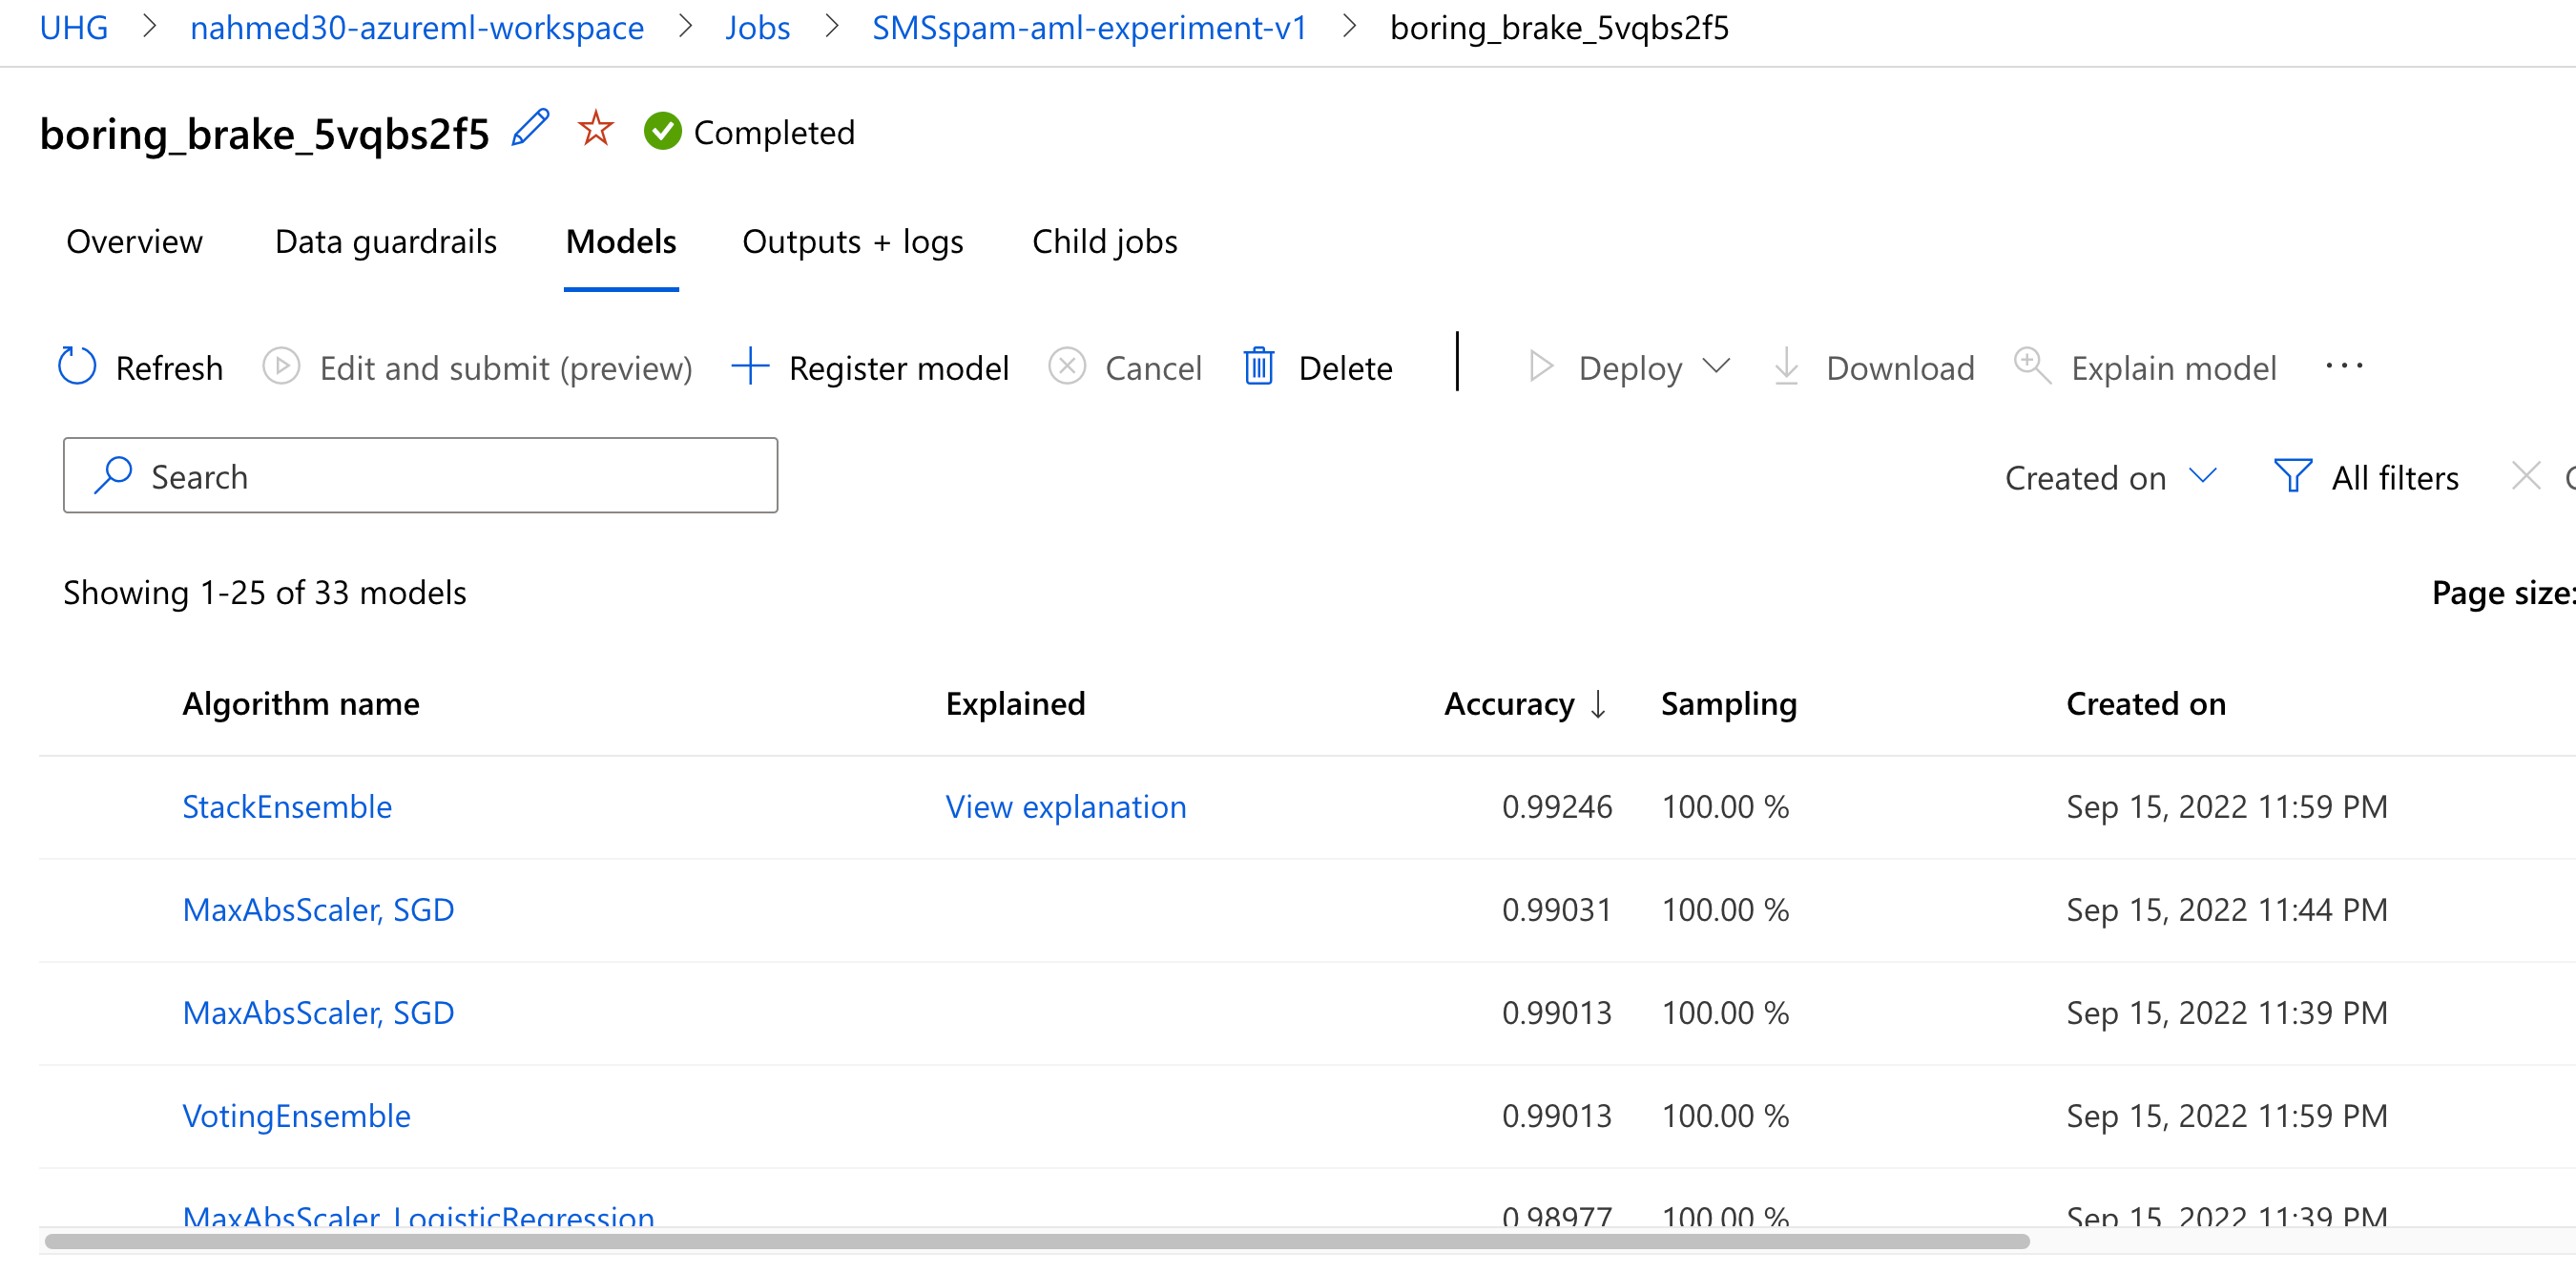 UHG > nahmed30-azureml-workspace > Jobs > SMSspam-aml-experiment-v1 > boring_brake_5vqbs2f5
boring_brake_5vqbs2f5 Completed
Overview Data guardrails Models Outputs + logs Child jobs
Refresh Edit and submit (preview) Register model Cancel Delete Deploy Download Explain model ...
Search Created on All filters
Showing 1-25 of 33 models Page size:
Algorithm name Explained Accuracy ↓ Sampling Created on
StackEnsemble View explanation 0.99246 100.00 % Sep 15, 2022 11:59 PM
MaxAbsScaler, SGD 0.99031 100.00 % Sep 15, 2022 11:44 PM
MaxAbsScaler, SGD 0.99013 100.00 % Sep 15, 2022 11:39 PM
VotingEnsemble 0.99013 100.00 % Sep 15, 2022 11:59 PM
MaxAbsScaler, LogisticRegression 0.98977 100.00 % Sep 15, 2022 11:39 PM